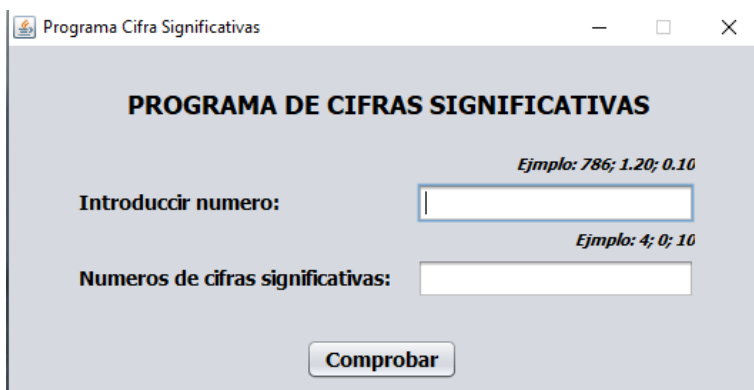 Programa Cifra Significativas
PROGRAMA DE CIFRAS SIGNIFICATIVAS
Ejmplo: 786; 1.20; 0.10
Introduccir numero:
Ejmplo: 4; 0; 10
Numeros de cifras significativas:
Comprobar